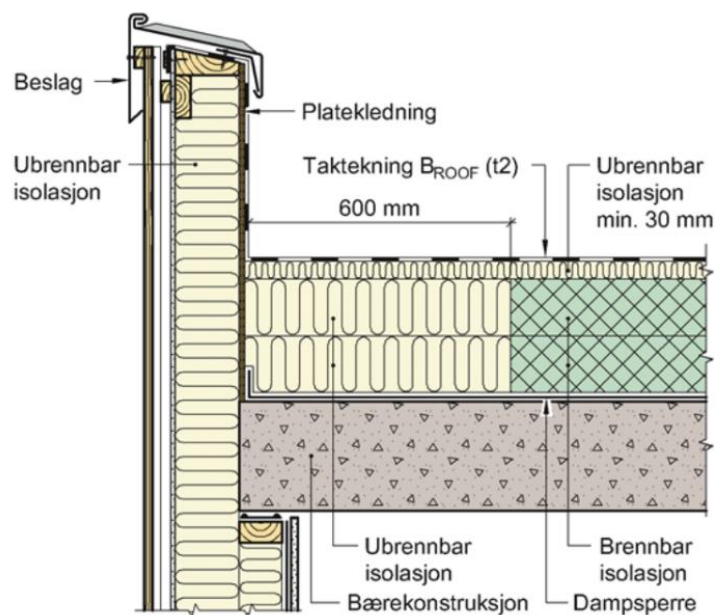 Beslag
Platekledning
Ubrennbar
isolasjon
Taktekning BROOF (t2)
600 mm
Ubrennbar
isolasjon
min. 30 mm
Ubrennbar
isolasjon
Brennbar
isolasjon
Bærekonstruksjon
Dampsperre